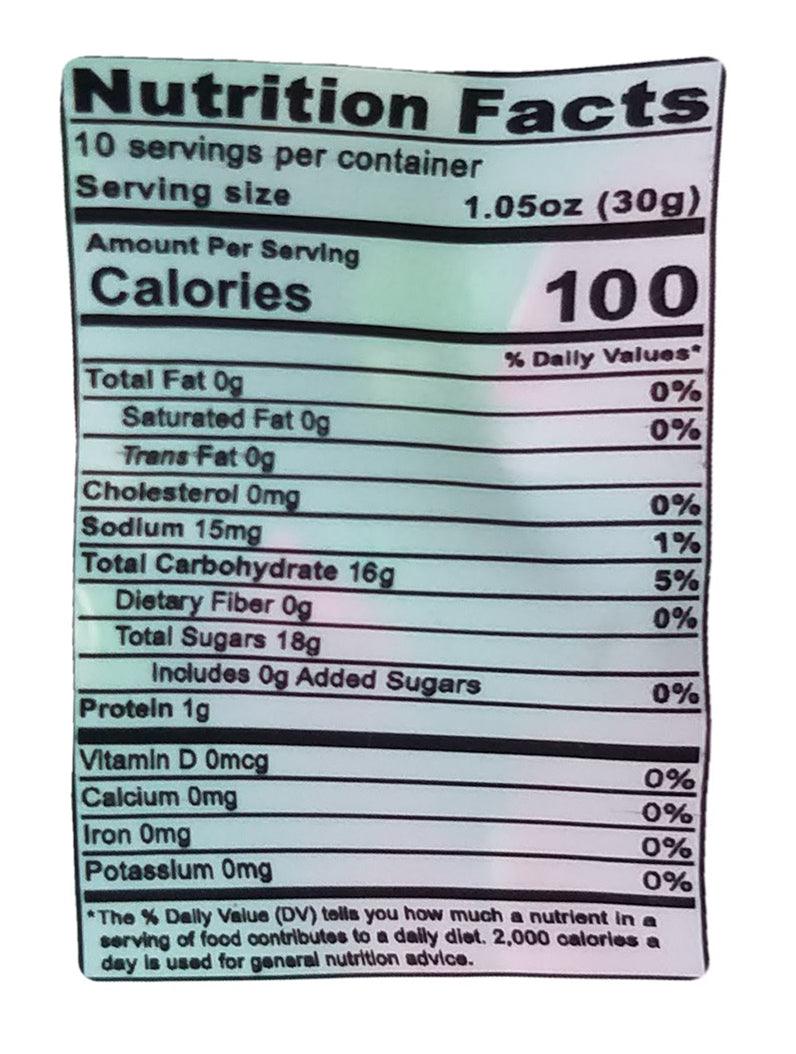 Nutrition Facts
10 servings per container
Serving size 1.05oz (30g)
Amount Per Serving
Calories 100
% Daily Values*
Total Fat 0g 0%
Saturated Fat 0g 0%
Trans Fat 0g
Cholesterol 0mg 0%
Sodium 15mg 1%
Total Carbohydrate 16g 5%
Dietary Fiber 0g 0%
Total Sugars 18g
Includes 0g Added Sugars 0%
Protein 1g
Vitamin D 0mcg 0%
Calcium 0mg 0%
Iron 0mg 0%
Potassium 0mg 0%
*The % Daily Value (DV) tells you how much a nutrient in a
serving of food contributes to a daily diet. 2,000 calories a
day is used for general nutrition advice.